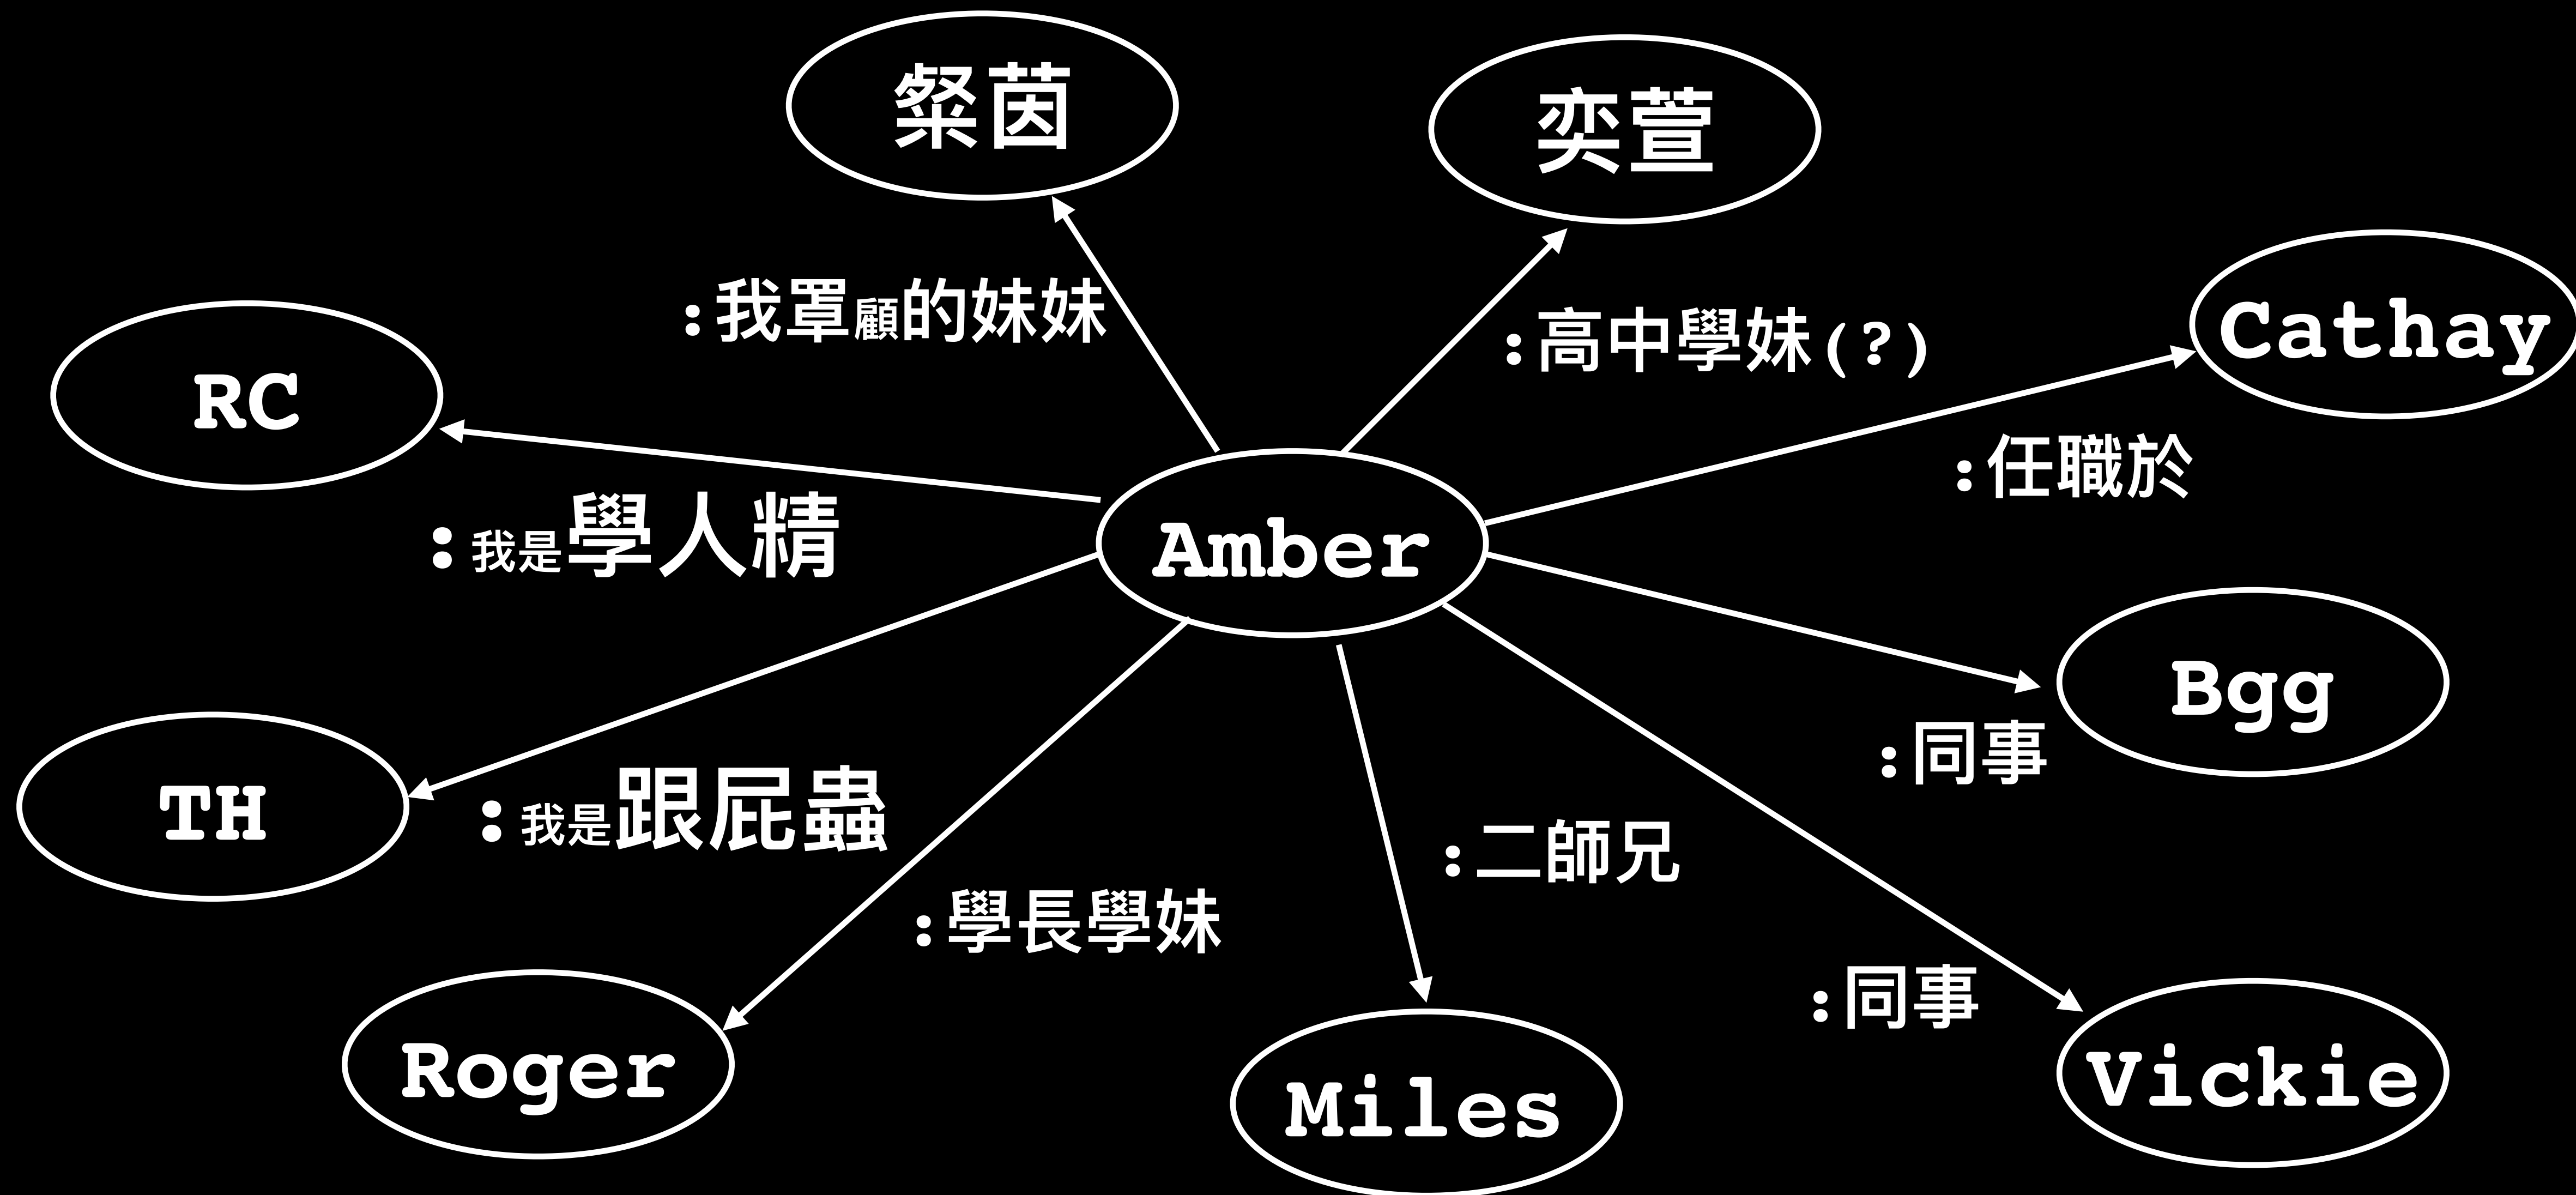 粲茵
奕萱
:我罩顧的妹妹
:高中學妹(?)
Cathay
RC
:任職於
:我是學人精
Amber
Bgg
:同事
TH
:我是跟屁蟲
:二師兄
:學長學妹
:同事
Roger
Miles
Vickie